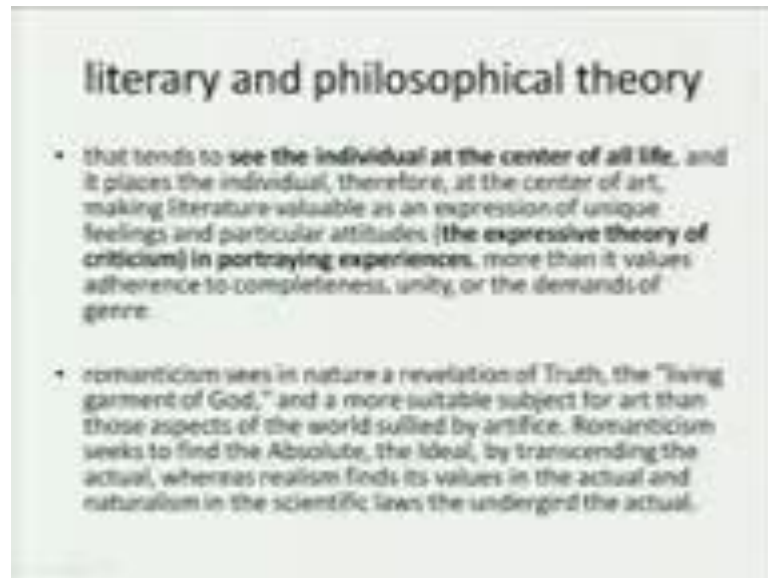 literary and philosophical theory
• that tends to see the individual at the center of all life, and
it places the individual, therefore, at the center of art,
making literature valuable as an expression of unique
feelings and particular attitudes (the expressive theory of
criticism) in portraying experiences, more than it values
adherence to completeness, unity, or the demands of
genre
• romanticism sees in nature a revelation of Truth, the "living
garment of God," and a more suitable subject for art than
those aspects of the world sullied by artifice. Romanticism
seeks to find the Absolute, the Ideal, by transcending the
actual, whereas realism finds its values in the actual and
naturalism in the scientific laws the undergird the actual.